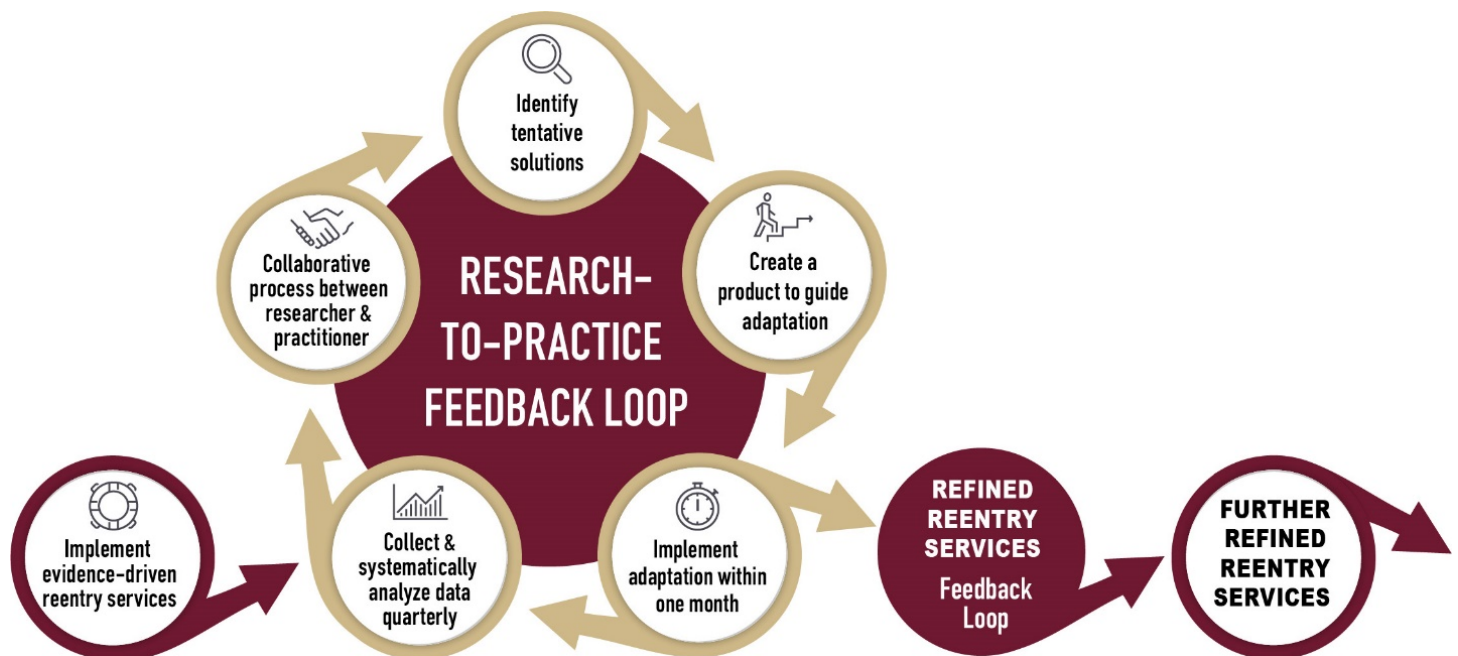 Identify
tentative
solutions
Collaborative
process between
researcher &
practitioner
Create a
product to guide
adaptation
RESEARCH-
TO-PRACTICE
FEEDBACK LOOP
Implement
evidence-driven
reentry services
Collect &
systematically
analyze data
quarterly
Implement
adaptation within
one month
REFINED
REENTRY
SERVICES
Feedback
Loop
FURTHER
REFINED
REENTRY
SERVICES